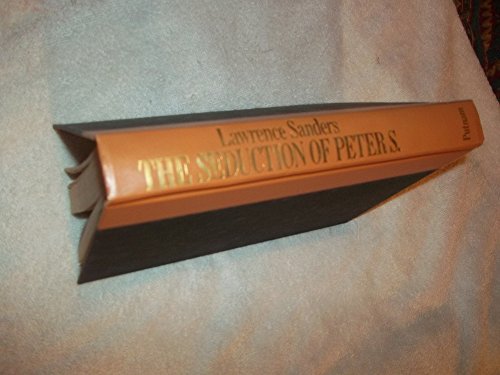 Lawrence Sanders
THE SEDUCTION OF PETER S.
Putnam